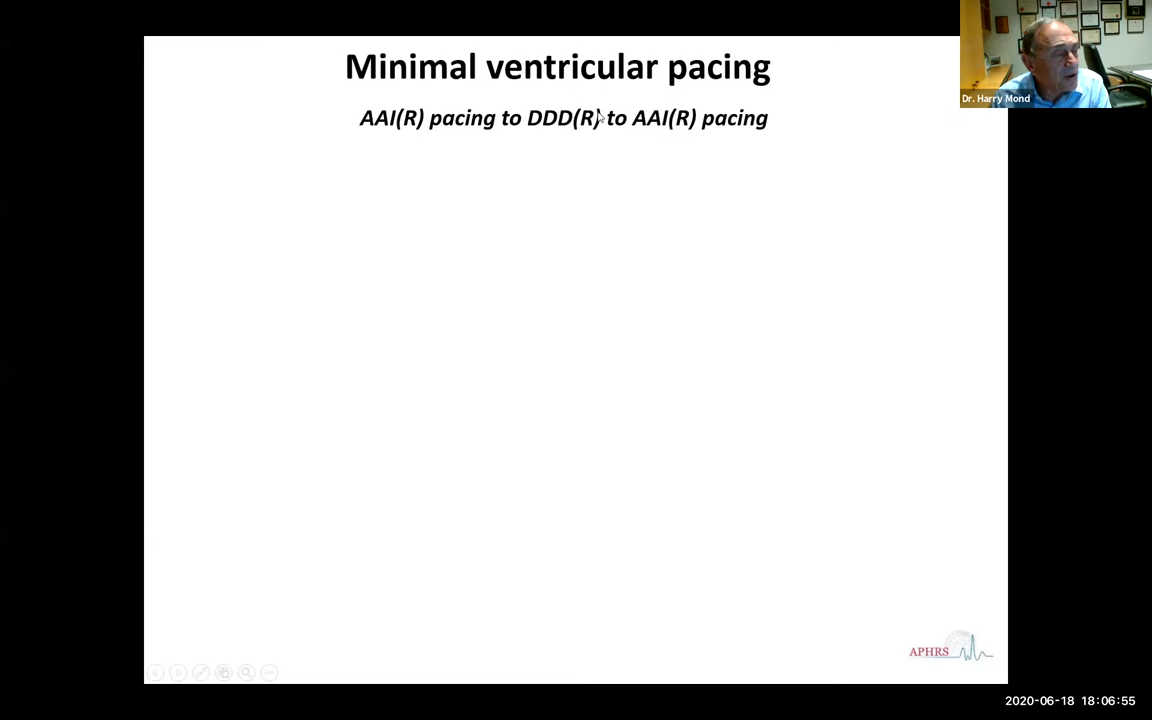 Minimal ventricular pacing
Dr. Harry Mond
AAI(R) pacing to DDD(R) to AAI(R) pacing
APHRS
2020-06-18 18:06:55